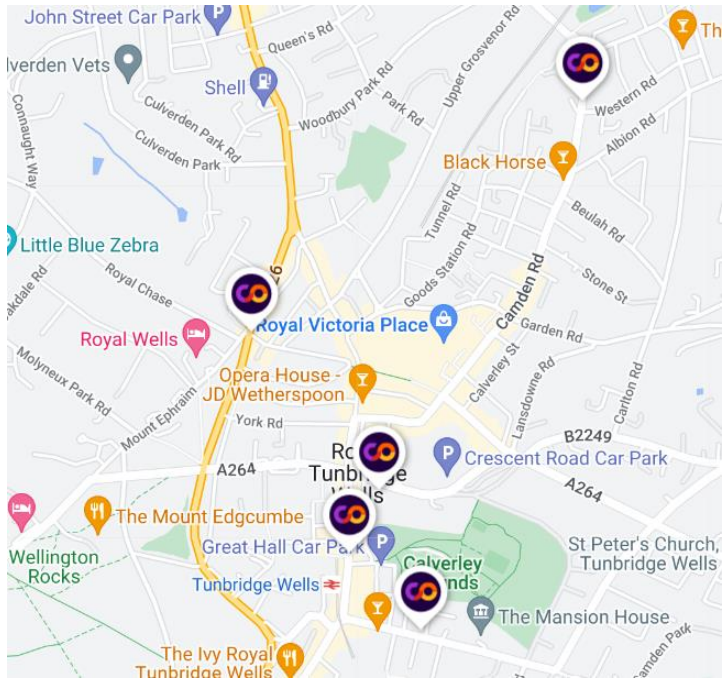 John Street Car Park
Queen's Rd
Upper Grosvenor Rd
Black Horse
Western Rd
Albion Rd
lverden Vets
Shell
Culverden Park Rd
Woodbury Park Rd
Park Rd
Culverden Park
Connaught Way
Little Blue Zebra
Tunnel Rd
Beulah Rd
Goods Station Rd
Stone St
Royal Chase
oakdale Rd
Camden Rd
Royal Victoria Place
Garden Rd
Royal Wells
Molyneux Park Rd
Calverley St
Lansdowne Rd
Carlton Rd
Opera House -
JD Wetherspoon
Mount Ephraim
York Rd
B2249
Tunbridge
A264
Crescent Road Car Park
A264
The Mount Edgcumbe
Great Hall Car Park
Calverley
St Peter's Church,
Tunbridge Wells
Wellington
Rocks
Tunbridge Wells
The Mansion House
Camden Park
The Ivy Royal
Tunbridge Wells